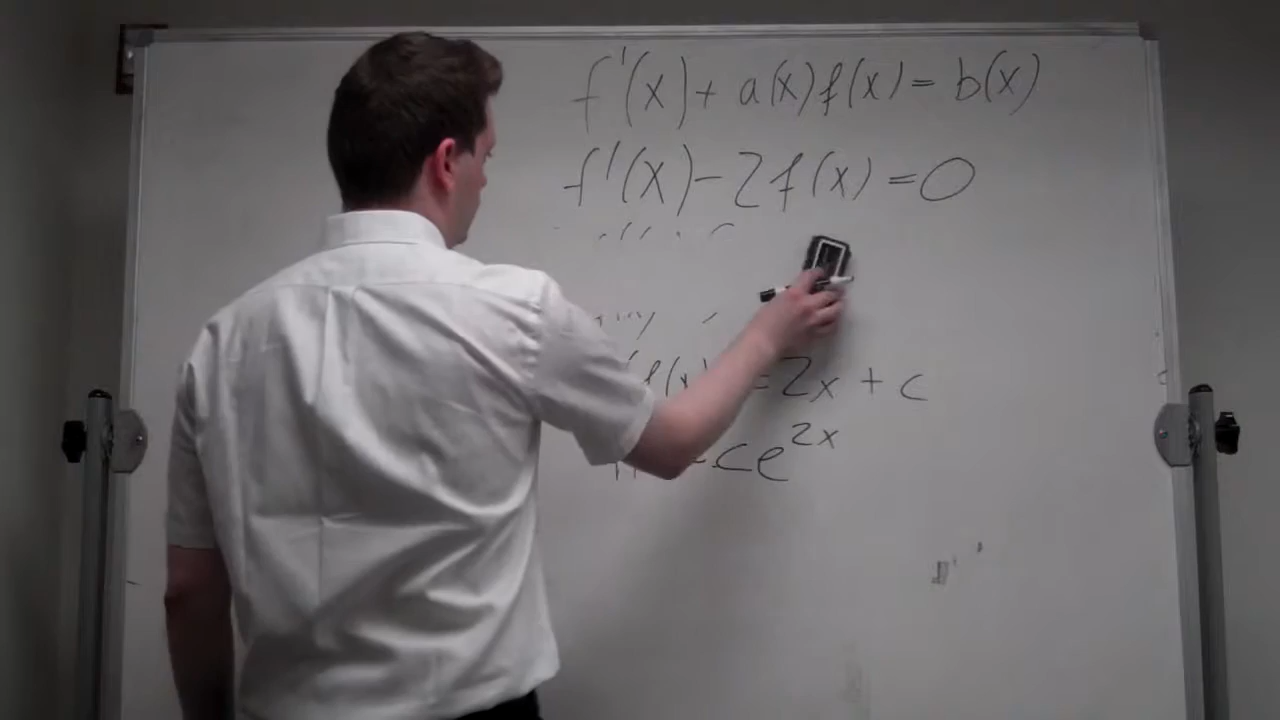 f'(x) + a(x)f(x) = b(x)
f'(x) - 2f(x) = 0
f(x) = 2x + c
= ce^{2x}